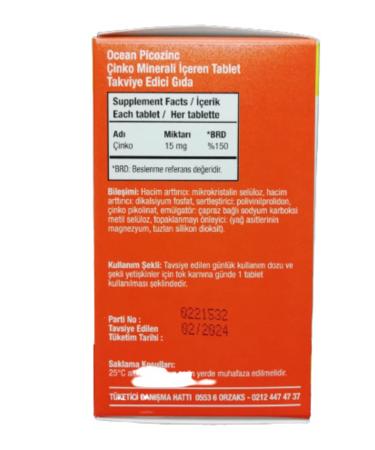 Ocean Picozinc
Çinko Minerali İçeren Tablet
Takviye Edici Gıda
Supplement Facts / İçerik
Each tablet / Her tablette
Adı Miktarı *BRD
Çinko 15 mg %150
*BRD: Beslenme referans değeridir.
Bileşimi: Hacim arttırıcı: mikrokristalin selüloz, hacim
arttırıcı: dikalsiyum fosfat, sertleştirici: polivinilprolidon,
çinko pikolinat, emülgatör: çapraz bağlı sodyum karboksi
metil selüloz, topaklanmayı önleyici: (yağ asitlerinin
magnezyum, tuzları silikon dioksit).
Kullanım Şekli: Tavsiye edilen günlük kullanım dozu ve
şekli yetişkinler için tok karnına günde 1 tablet
kullanılması şeklindedir.
Parti No : 0221532
Tavsiye Edilen 02/2024
Tüketim Tarihi :
Saklama Koşulları:
25°C yerde muhafaza edilmelidir.
TÜKETİCİ DANIŞMA HATTI 0553 6 ORZAKS - 0212 447 47 37